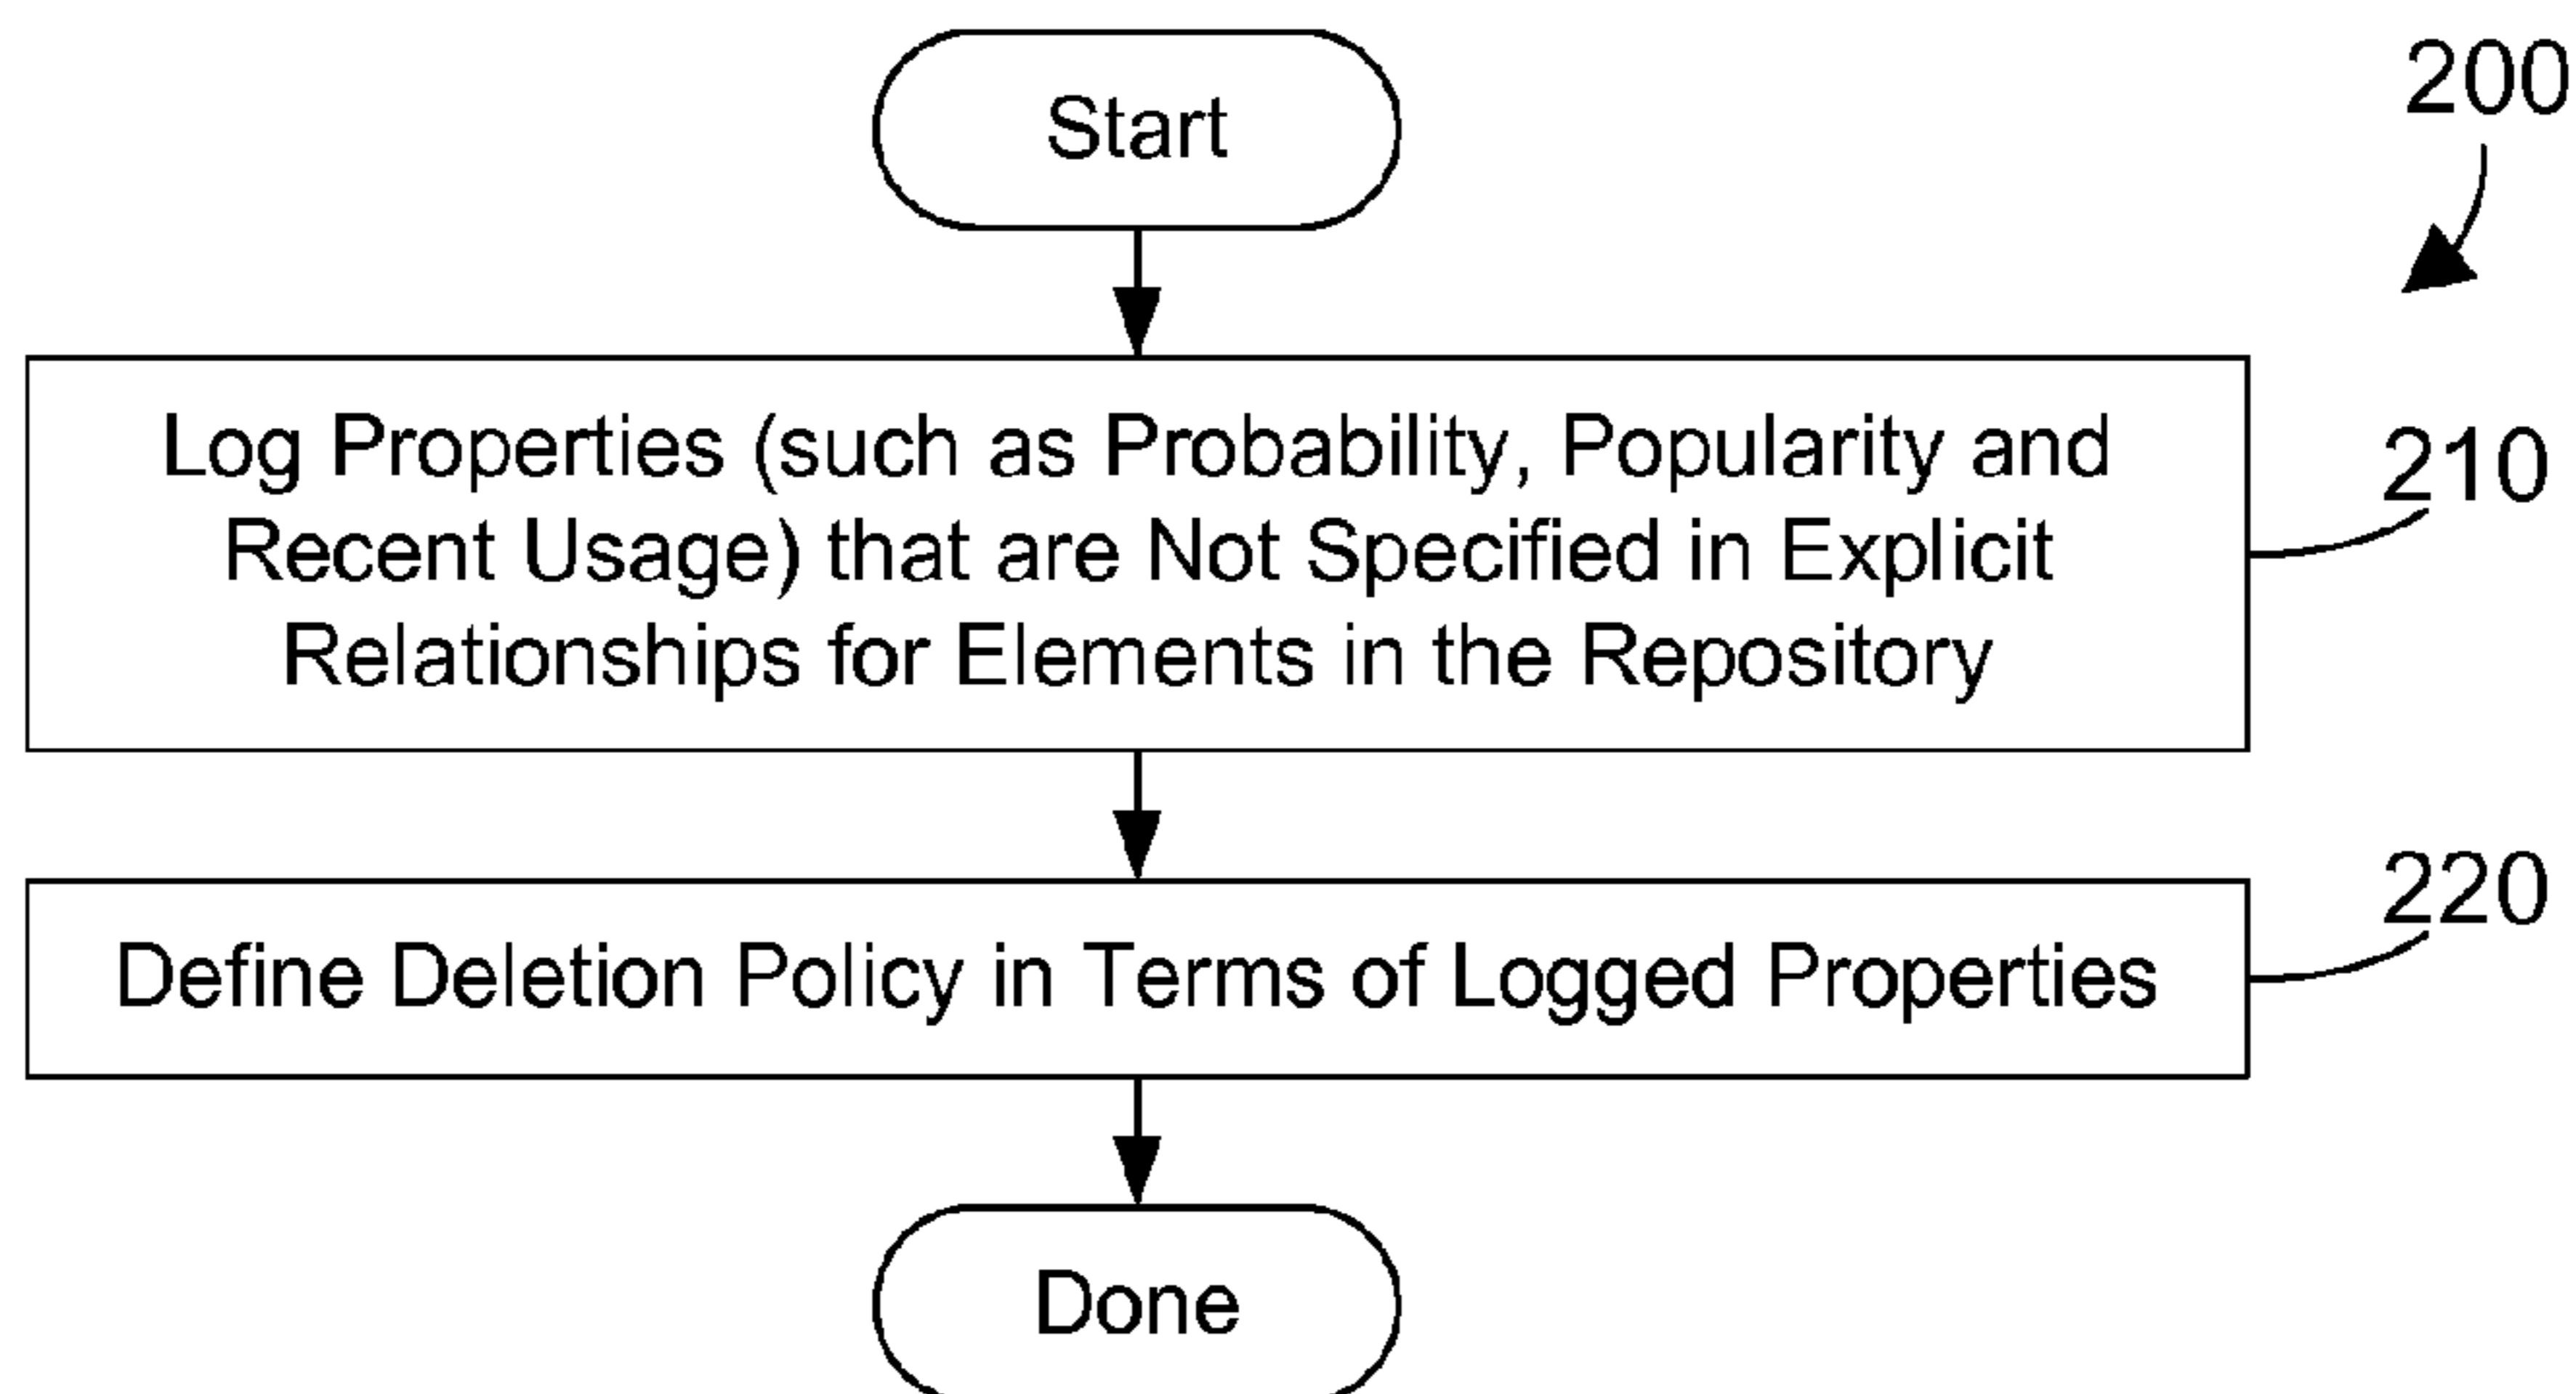 Start
200
Log Properties (such as Probability, Popularity and
Recent Usage) that are Not Specified in Explicit
Relationships for Elements in the Repository
210
Define Deletion Policy in Terms of Logged Properties
220
Done